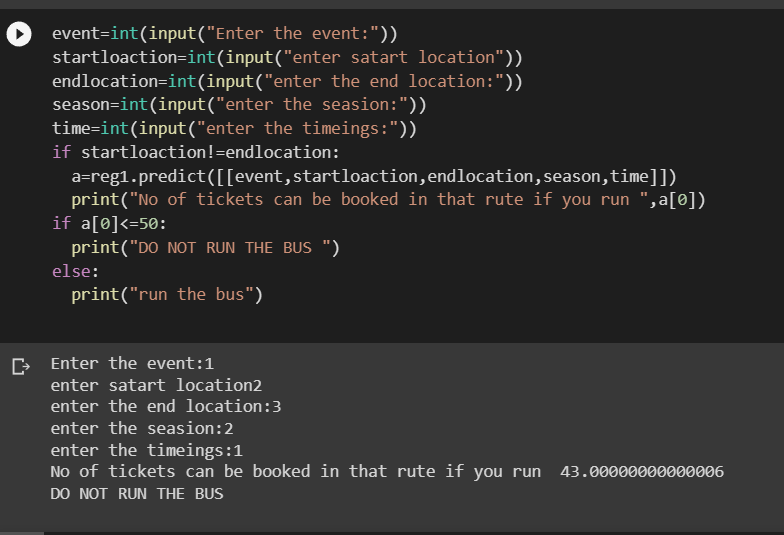 event=int(input("Enter the event:"))
startloaction=int(input("enter satart location"))
endlocation=int(input("enter the end location:"))
season=int(input("enter the seasion:"))
time=int(input("enter the timeings:"))
if startloaction!=endlocation:
  a=reg1.predict([[event,startloaction,endlocation,season,time]])
  print("No of tickets can be booked in that rute if you run ",a[0])
if a[0]<=50:
  print("DO NOT RUN THE BUS ")
else:
  print("run the bus")
Enter the event:1
enter satart location2
enter the end location:3
enter the seasion:2
enter the timeings:1
No of tickets can be booked in that rute if you run  43.00000000000006
DO NOT RUN THE BUS